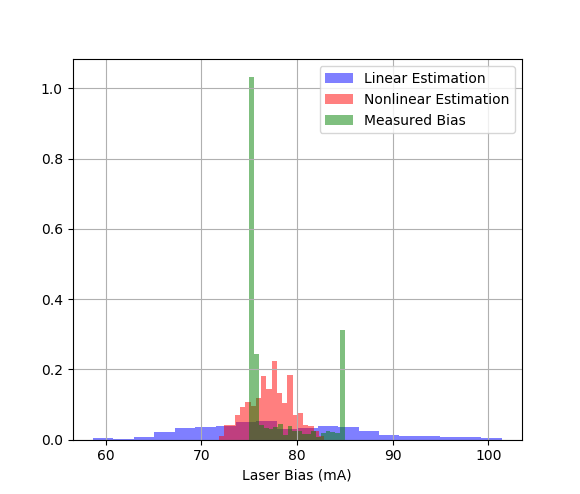 Linear Estimation
Nonlinear Estimation
Measured Bias
1.0
0.8
0.6
0.4
0.2
0.0
60 70 80 90 100
Laser Bias (mA)